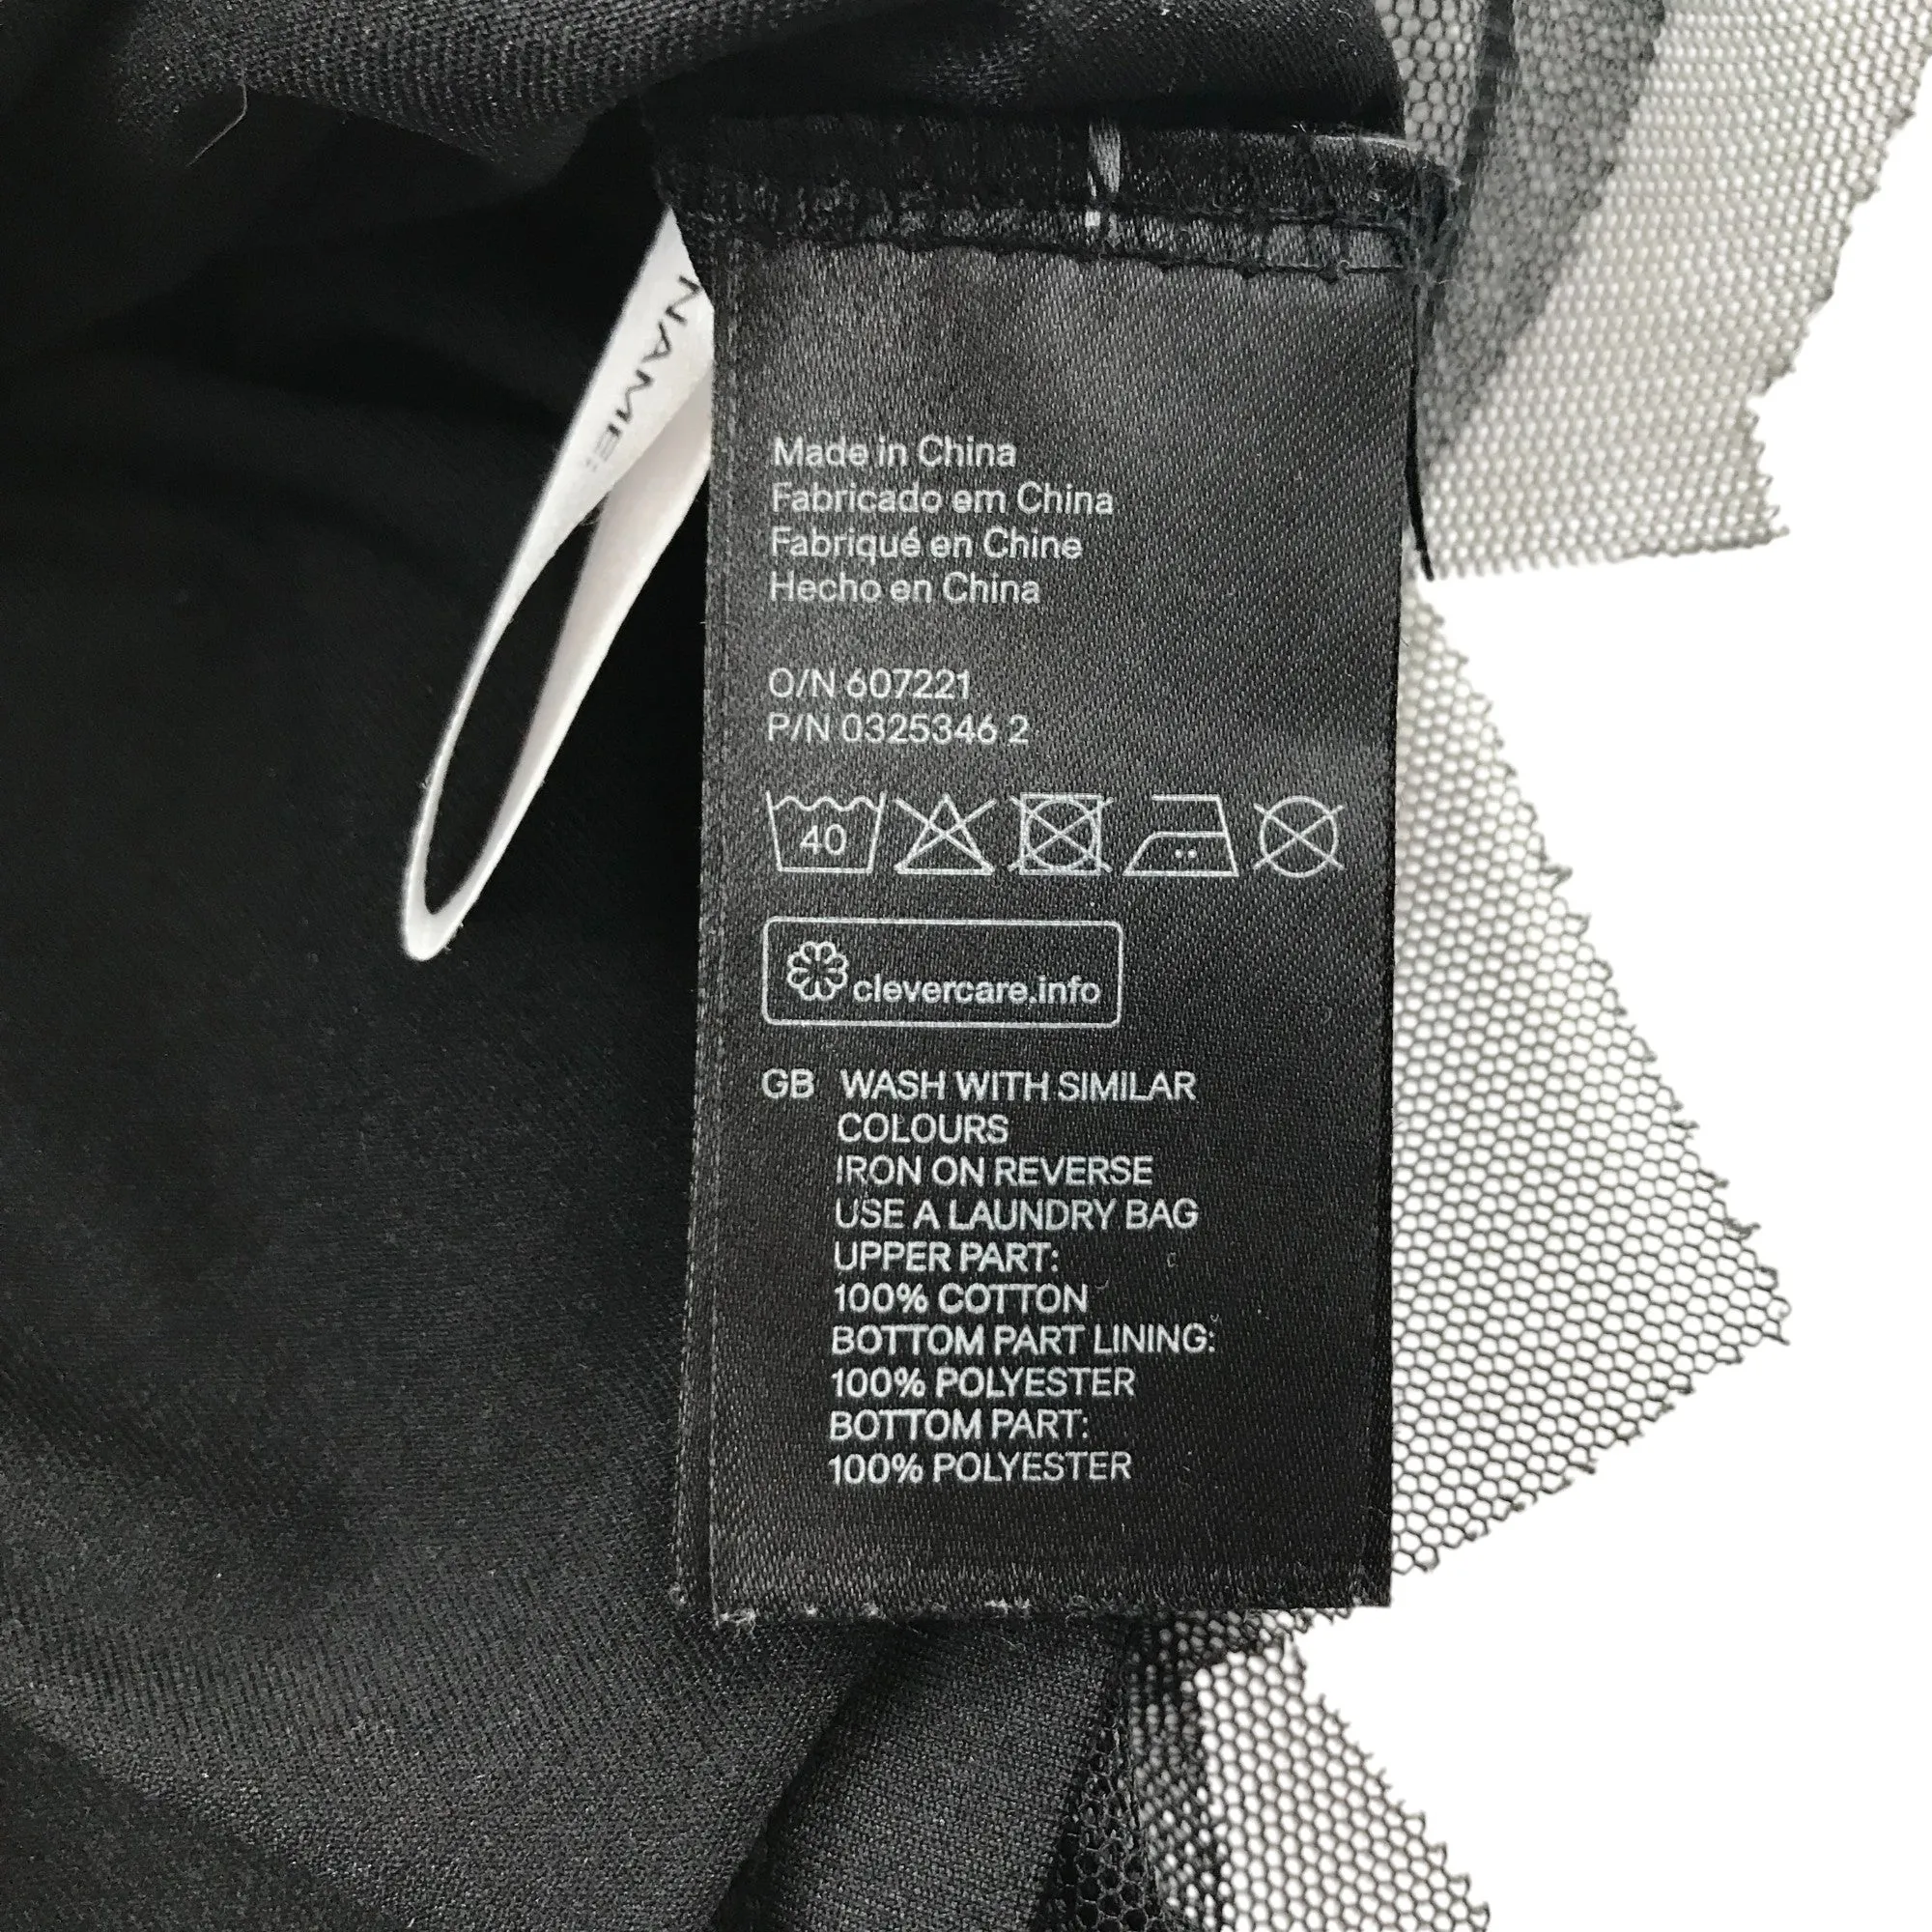 NAME:
Made in China
Fabricado em China
Fabriqué en Chine
Hecho en China
O/N 607221
P/N 0325346 2
40
clevercare.info
GB WASH WITH SIMILAR
COLOURS
IRON ON REVERSE
USE A LAUNDRY BAG
UPPER PART:
100% COTTON
BOTTOM PART LINING:
100% POLYESTER
BOTTOM PART:
100% POLYESTER